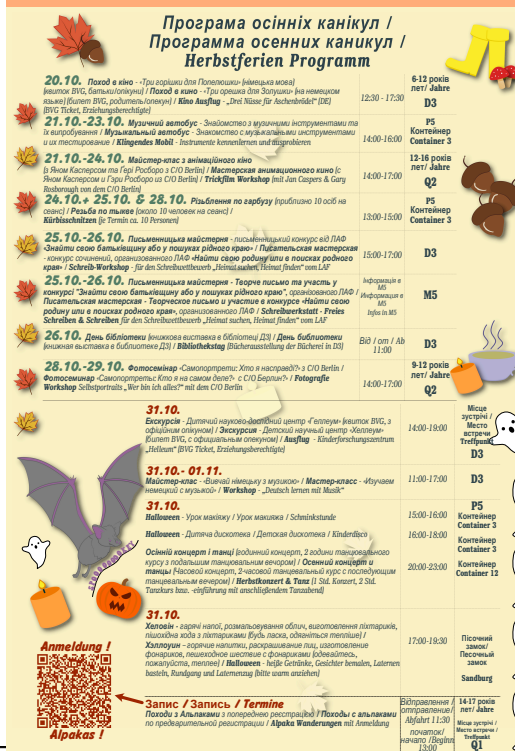 Програма осінніх канікул /
Программа осенних каникул /
Herbstferien Programm
20.10. Поход в кіно - «Три горішки для Попелюшки» (німецька мова)
(квиток BVG, батьки/опікуни) / Поход в кино - «Три орешка для Золушки» (на немецком
языке) (билет BVG, родитель/опекун) / Kino Ausflug - „Drei Nüsse für Aschenbrödel" (DE)
(BVG Ticket, Erziehungsberechtigte)
12:30 - 17:30
6-12 років
лет/ Jahre
D3
21.10.-23.10. Музичний автобус - Знайомство з музичними інструментами та
їх випробування / Музыкальный автобус - Знакомство с музыкальными инструментами
и их тестирование / Klingendes Mobil - Instrumente kennenlernen und ausprobieren
14:00-16:00
P5
Контейнер
Container 3
21.10.-24.10. Майстер-клас з анімаційного кіно
(з Яном Касперсом та Гері Росборо з C/O Berlin) / Мастерская анимационного кино (с
Яном Касперсом и Гэри Росборо из C/O Berlin) / Trickfilm Workshop (mit Jan Caspers & Gary
Rosborough von dem C/O Berlin)
14:00-17:00
12-16 років
лет/ Jahre
Q2
24.10.+ 25.10. & 28.10. Різьблення по гарбузу (приблизно 10 осіб на
сеанс) / Резьба по тыкве (около 10 человек на сеанс) /
Kürbisschnitzen (je Termin ca. 10 Personen)
13:00-15:00
P5
Контейнер
Container 3
25.10.-26.10. Письменницька майстерня - письменницький конкурс від ЛАФ
«Знайти свою батьківщину або у пошуках рідного краю» / Писательская мастерская
- конкурс сочинений, организованного ЛАФ «Найти свою родину или в поисках родного
края» / Schreib-Workshop - für den Schreibwettbewerb „Heimat suchen, Heimat finden" vom LAF
15:00-17:00
D3
25.10.-26.10. Письменницька майстерня - Творче письмо та участь у
конкурсі "Знайти свою батьківщину або у пошуках рідного краю", організованого ЛАФ /
Писательская мастерская - Творческое письмо и участие в конкурсе «Найти свою
родину или в поисках родного края», организованного ЛАФ / Schreibwerkstatt - Freies
Schreiben & Schreiben für den Schreibwettbewerb „Heimat suchen, Heimat finden" vom LAF
Інформація в
M5
Информация в
M5
Infos in M5
M5
26.10. День бібліотеки (книжкова виставка в бібліотеці Д3) / День библиотеки
(книжная выставка в библиотеке Д3) / Bibliothekstag (Bücherausstellung der Bücherei in D3)
Від / от / Ab
11:00
D3
28.10.-29.10. Фотосемінар «Самопортрети: Хто я насправді?» з C/O Berlin /
Фотосеминар «Самопортреты: Кто я на самом деле?» с C/O Берлин?» / Fotografie
Workshop Selbstportraits „Wer bin ich alles?" mit dem C/O Berlin
14:00-17:00
9-12 років
лет/ Jahre
Q2
31.10.
Екскурсія - Дитячий науково-дослідний центр «Геллеум» (квиток BVG, з
офіційним опікуном) / Экскурсия - Детский научный центр «Хеллеум»
(билет BVG, с официальным опекуном) / Ausflug - Kinderforschungszentrum
„Helleum" (BVG Ticket, Erziehungsberechtigte)
14:00-19:00
Місце
зустрічі /
Место
встречи /
Treffpunkt
D3
31.10.- 01.11.
Майстер-клас - «Вивчай німецьку з музикою» / Мастер-класс - «Изучаем
немецкий с музыкой» / Workshop - „Deutsch lernen mit Musik"
11:00-17:00
D3
31.10.
Halloween - Урок макіяжу / Урок макияжа / Schminkstunde
15:00-16:00
P5
Контейнер
Container 3
Halloween - Дитяча дискотека / Детская дискотека / Kinderdisco
16:00-18:00
Контейнер
Container 3
Осінній концерт і танці (годинний концерт, 2 години танцювального
курсу з подальшим танцювальним вечором) / Осенний концерт и
танцы (Часовой концерт, 2-часовой танцевальный курс с последующим
танцевальным вечером) / Herbstkonzert & Tanz (1 Std. Konzert, 2 Std.
Tanzkurs bzw. -einführung mit anschließendem Tanzabend)
20:00-23:00
Контейнер
Container 12
31.10.
Хеловін - гарячі напої, розмальовування облич, виготовлення ліхтариків,
пішохідна хода з ліхтариками (будь ласка, одягніться тепліше) /
Хэллоуин - горячие напитки, раскрашивание лиц, изготовление
фонариков, пешеходное шествие с фонариками (одевайтесь,
пожалуйста, теплее) / Halloween - heiße Getränke, Gesichter bemalen, Laternen
basteln, Rundgang und Laternenzug (bitte warm anziehen)
17:00-19:30
Пісочний
замок/
Песочный
замок
Sandburg
Anmeldung !
Alpakas !
Запис / Запись / Termine
Походи з Альпаками з попередньою реєстрацією / Походы с альпаками
по предварительной регистрации / Alpaka Wanderungen mit Anmeldung
Відправлення /
отправление/
Abfahrt 11:30
початок/
начало /Beginn
13:00
14-17 років
лет/ Jahre
Місце зустрічі /
Место встречи /
Treffpunkt
Q1